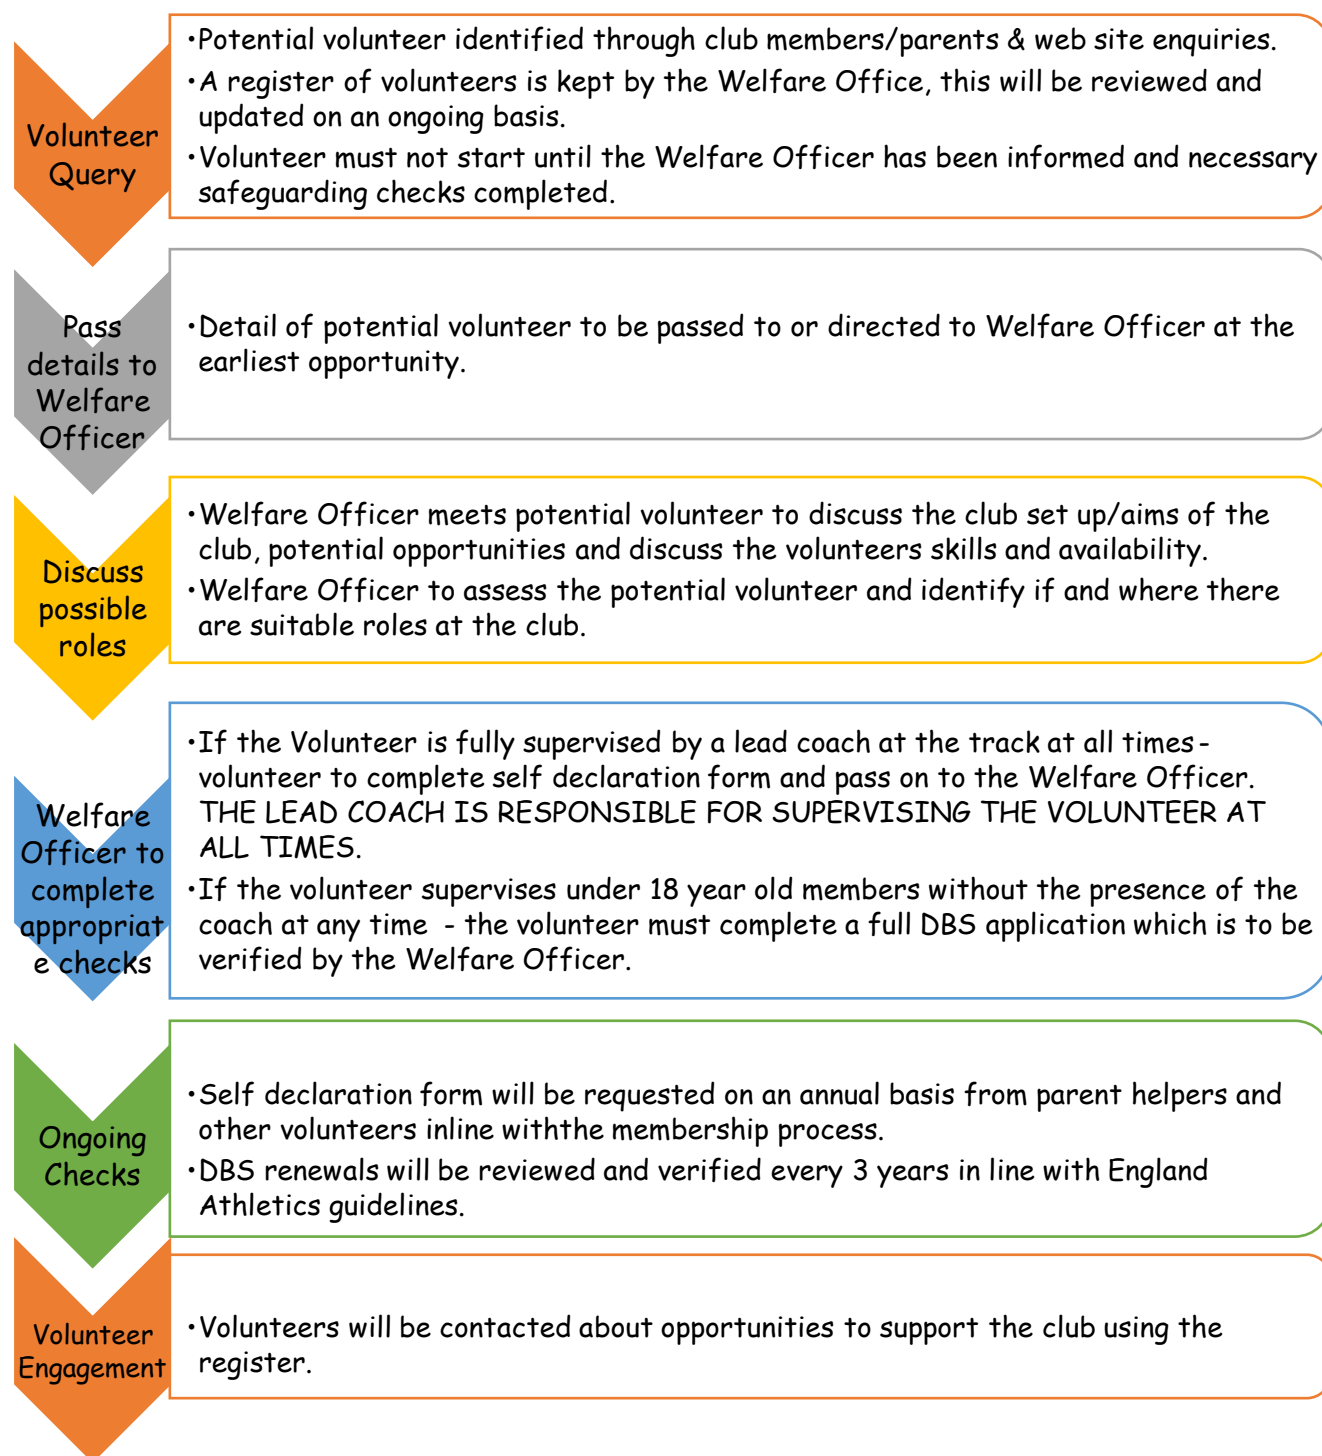 Volunteer
Query
•Potential volunteer identified through club members/parents & web site enquiries.
•A register of volunteers is kept by the Welfare Office, this will be reviewed and
updated on an ongoing basis.
•Volunteer must not start until the Welfare Officer has been informed and necessary
safeguarding checks completed.
Pass
details to
Welfare
Officer
•Detail of potential volunteer to be passed to or directed to Welfare Officer at the
earliest opportunity.
Discuss
possible
roles
•Welfare Officer meets potential volunteer to discuss the club set up/aims of the
club, potential opportunities and discuss the volunteers skills and availability.
•Welfare Officer to assess the potential volunteer and identify if and where there
are suitable roles at the club.
Welfare
Officer to
complete
appropriat
e checks
•If the Volunteer is fully supervised by a lead coach at the track at all times -
volunteer to complete self declaration form and pass on to the Welfare Officer.
THE LEAD COACH IS RESPONSIBLE FOR SUPERVISING THE VOLUNTEER AT
ALL TIMES.
•If the volunteer supervises under 18 year old members without the presence of the
coach at any time - the volunteer must complete a full DBS application which is to be
verified by the Welfare Officer.
Ongoing
Checks
•Self declaration form will be requested on an annual basis from parent helpers and
other volunteers inline withthe membership process.
•DBS renewals will be reviewed and verified every 3 years in line with England
Athletics guidelines.
Volunteer
Engagement
•Volunteers will be contacted about opportunities to support the club using the
register.